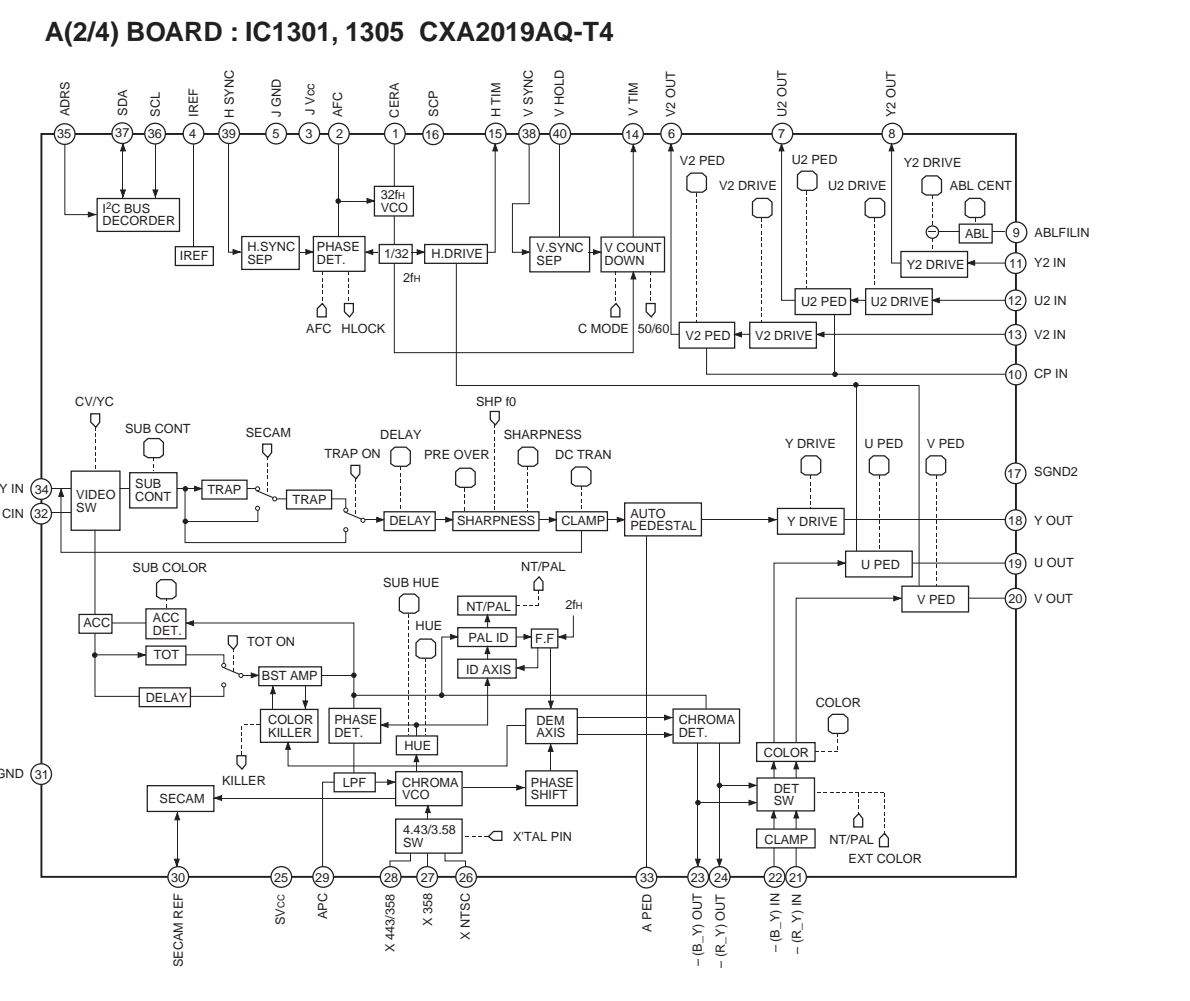 A(2/4) BOARD : IC1301, 1305 CXA2019AQ-T4
ADRS
SDA
SCL
IREF
H SYNC
J GND
J Vcc
AFC
CERA
SCP
H TIM
V SYNC
V HOLD
V TIM
V2 OUT
U2 OUT
Y2 OUT
35
37
36
4
39
5
3
2
1
16
15
38
40
14
6
7
8
V2 PED
U2 PED
Y2 DRIVE
V2 DRIVE
U2 DRIVE
ABL CENT
I²C BUS
DECORDER
32fH
VCO
IREF
H.SYNC
SEP
PHASE
DET.
1/32
H.DRIVE
2fH
V.SYNC
SEP
V COUNT
DOWN
ABL
9 ABLFILIN
Y2 DRIVE
11 Y2 IN
U2 PED
U2 DRIVE
12 U2 IN
AFC
HLOCK
C MODE
50/60
V2 PED
V2 DRIVE
13 V2 IN
10 CP IN
CV/YC
SUB CONT
SECAM
TRAP ON
DELAY
SHP f0
PRE OVER
SHARPNESS
DC TRAN
Y DRIVE
U PED
V PED
17 SGND2
Y IN 34
CIN 32
VIDEO
SW
SUB
CONT
TRAP
TRAP
DELAY
SHARPNESS
CLAMP
AUTO
PEDESTAL
Y DRIVE
18 Y OUT
U PED
19 U OUT
V PED
20 V OUT
SUB COLOR
SUB HUE
NT/PAL
2fH
HUE
ACC
ACC
DET.
NT/PAL
PAL ID
F.F
ID AXIS
TOT ON
TOT
DELAY
BST AMP
COLOR
KILLER
PHASE
DET.
HUE
DEM
AXIS
CHROMA
DET.
COLOR
COLOR
KILLER
GND 31
LPF
CHROMA
VCO
PHASE
SHIFT
DET
SW
SECAM
4.43/3.58
SW
X'TAL PIN
CLAMP
NT/PAL
EXT COLOR
30
25
29
28
27
26
33
23
24
22
21
SECAM REF
SVcc
APC
X 443/358
X 358
X NTSC
A PED
– (B_Y) OUT
– (R_Y) OUT
– (B_Y) IN
– (R_Y) IN